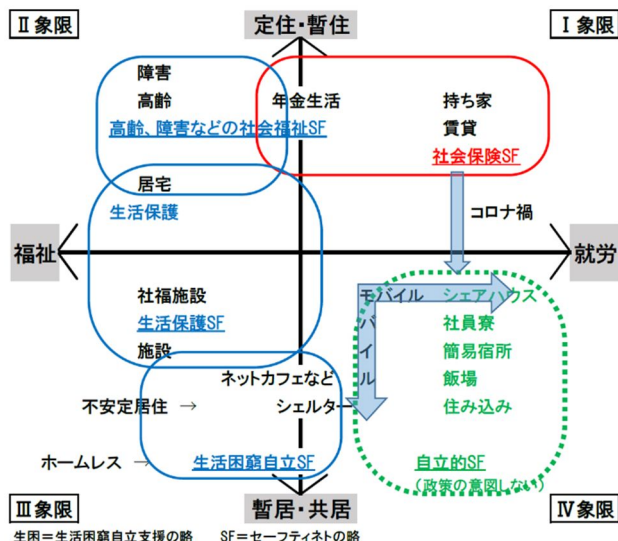 Ⅱ象限
定住・暫住
Ⅰ象限
障害
高齢
年金生活
持ち家
高齢、障害などの社会福祉SF
賃貸
社会保険SF
居宅
生活保護
コロナ禍
福祉
就労
社福施設
モバイル
シェアハウス
生活保護SF
バイル
社員寮
施設
簡易宿所
ネットカフェなど
飯場
不安定居住 →
シェルター
住み込み
ホームレス →
生活困窮自立SF
自立的SF
(政策の意図しない)
Ⅲ象限
暫居・共居
Ⅳ象限
生困=生活困窮自立支援の略 SF=セーフティネトの略